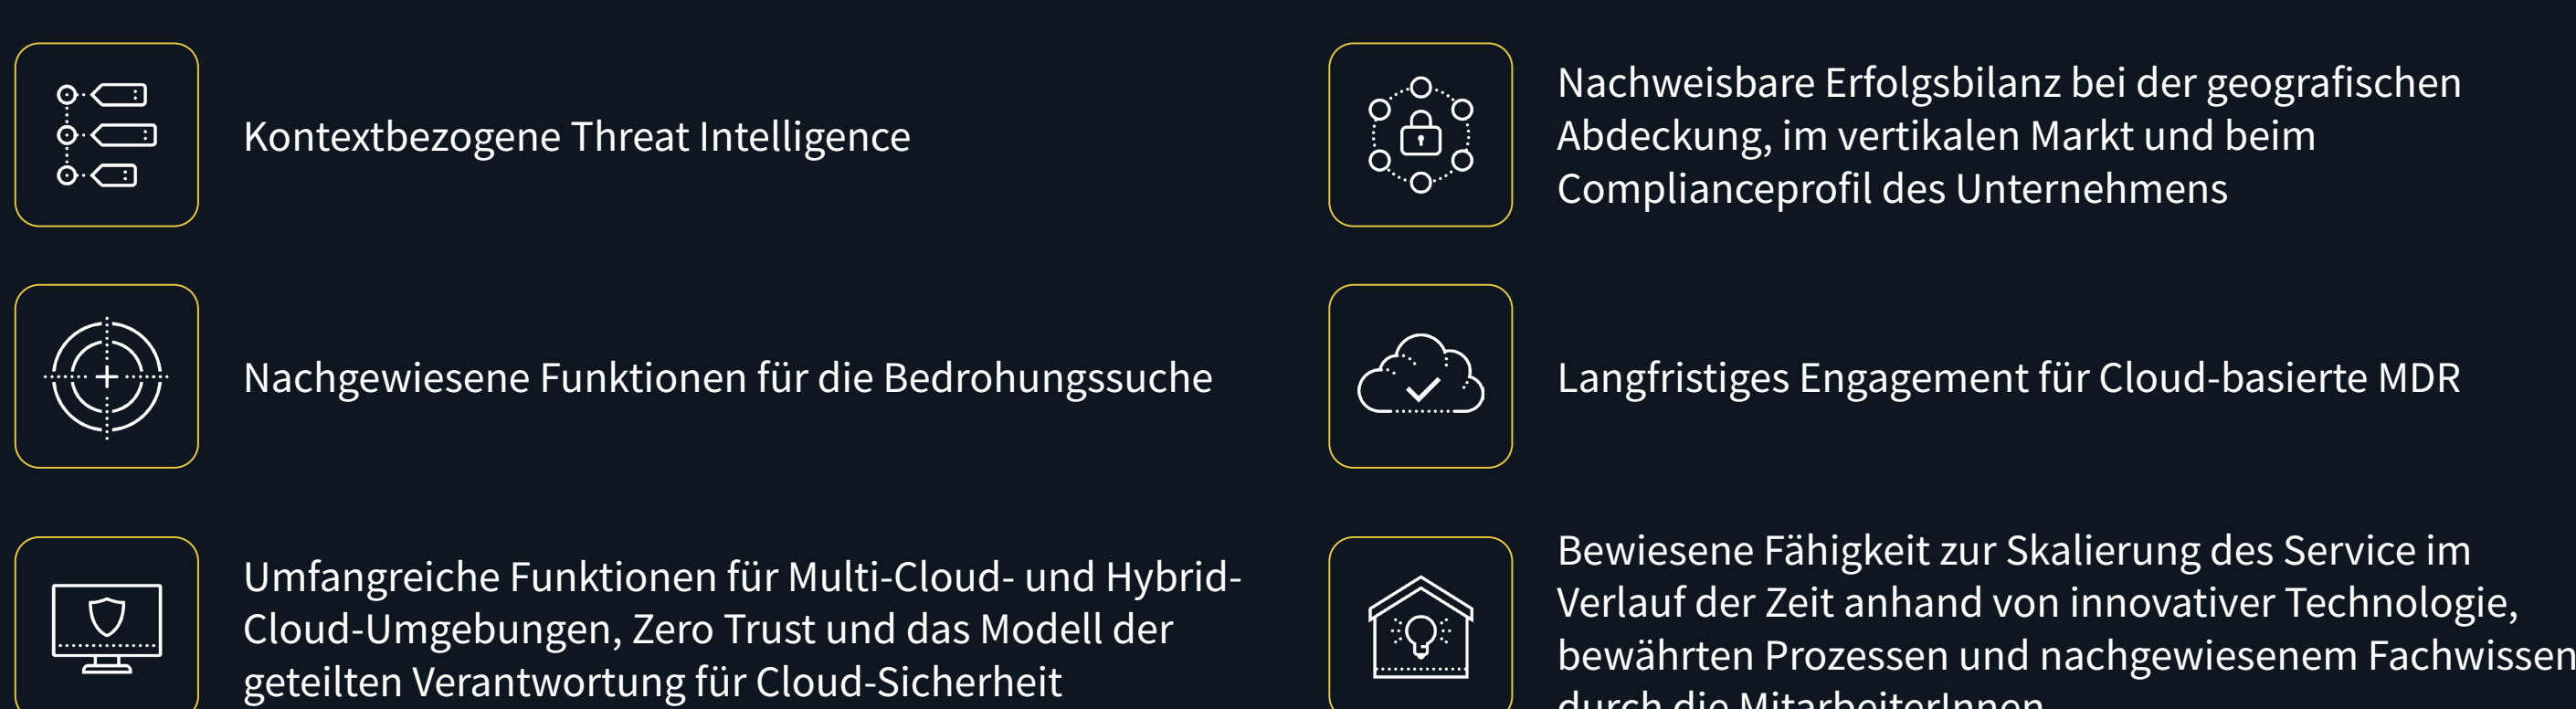 Kontextbezogene Threat Intelligence
Nachweisbare Erfolgsbilanz bei der geografischen
Abdeckung, im vertikalen Markt und beim
Complianceprofil des Unternehmens
Nachgewiesene Funktionen für die Bedrohungssuche
Langfristiges Engagement für Cloud-basierte MDR
Umfangreiche Funktionen für Multi-Cloud- und Hybrid-
Cloud-Umgebungen, Zero Trust und das Modell der
geteilten Verantwortung für Cloud-Sicherheit
Bewiesene Fähigkeit zur Skalierung des Service im
Verlauf der Zeit anhand von innovativer Technologie,
bewährten Prozessen und nachgewiesenem Fachwissen
durch die MitarbeiterInnen